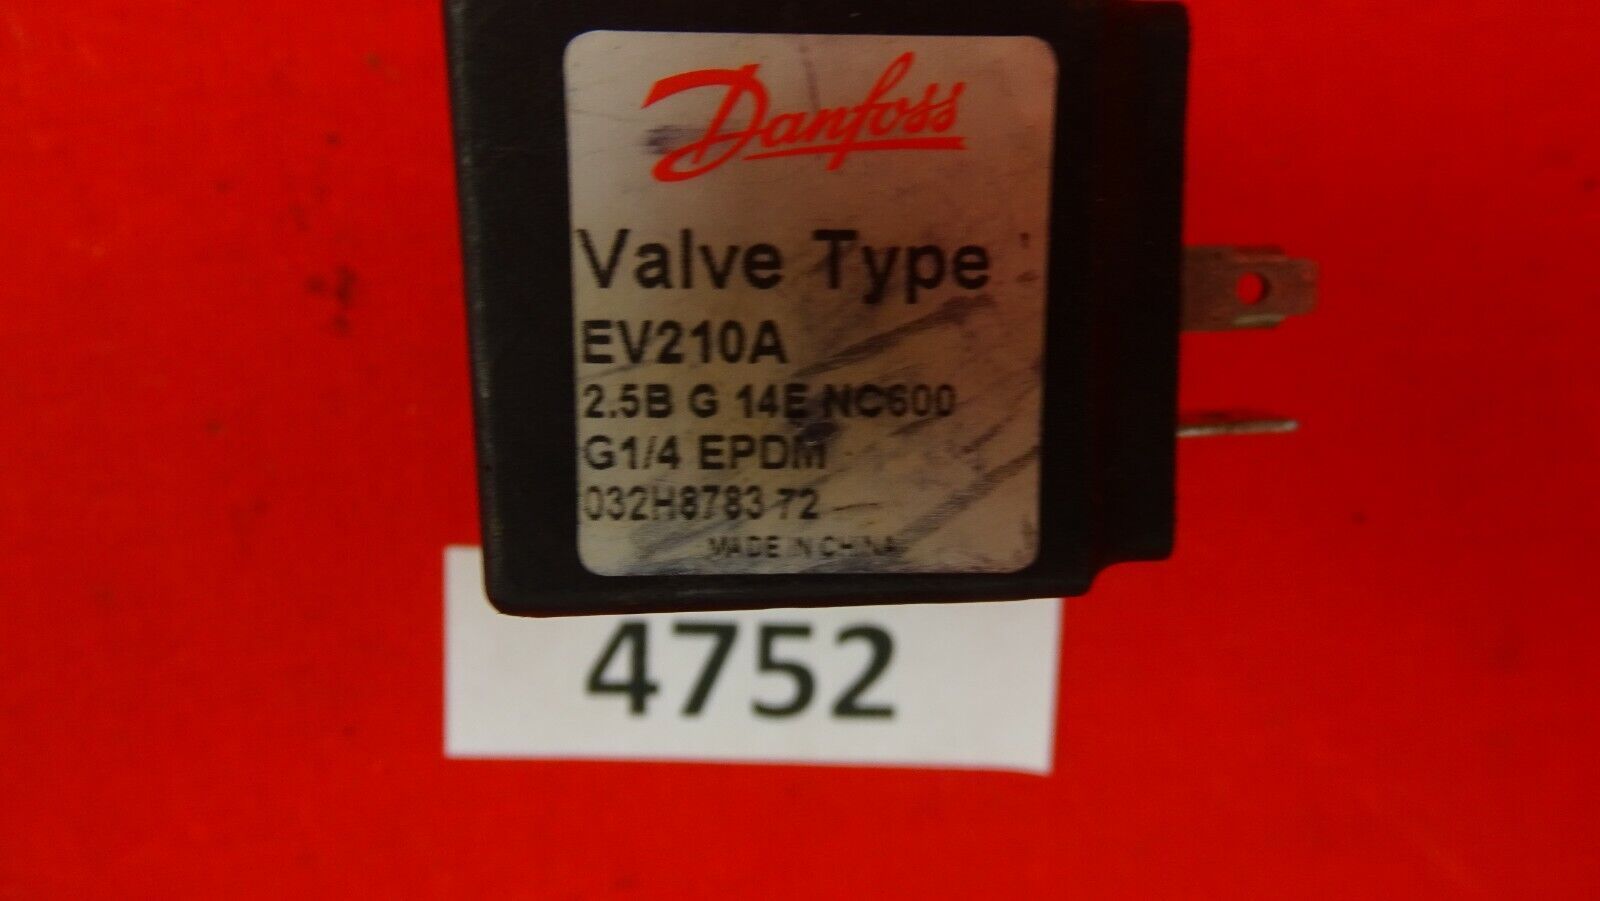 Danfoss
Valve Type
EV210A
2.5B G 14E NC600
G1/4 EPDM
032H8783 72
MADE IN CHINA
4752